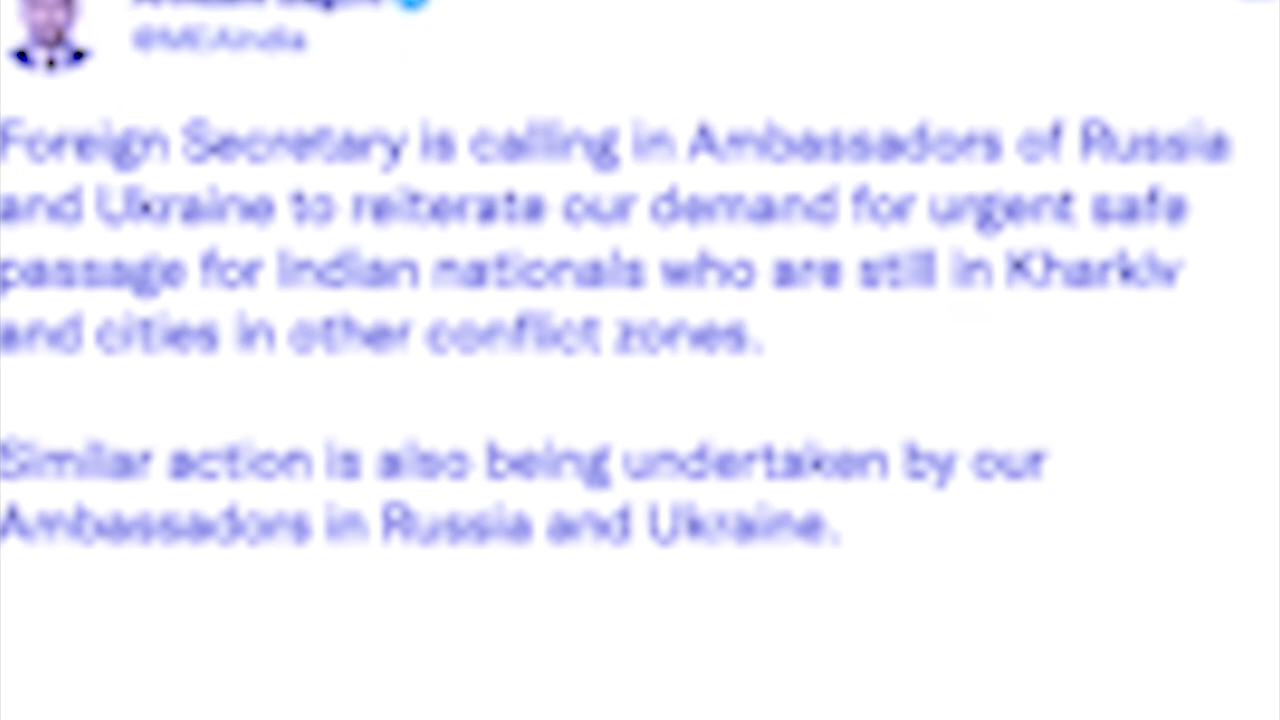 @MEAIndia
Foreign Secretary is calling in Ambassadors of Russia
and Ukraine to reiterate our demand for urgent safe
passage for Indian nationals who are still in Kharkiv
and cities in other conflict zones.
Similar action is also being undertaken by our
Ambassadors in Russia and Ukraine.